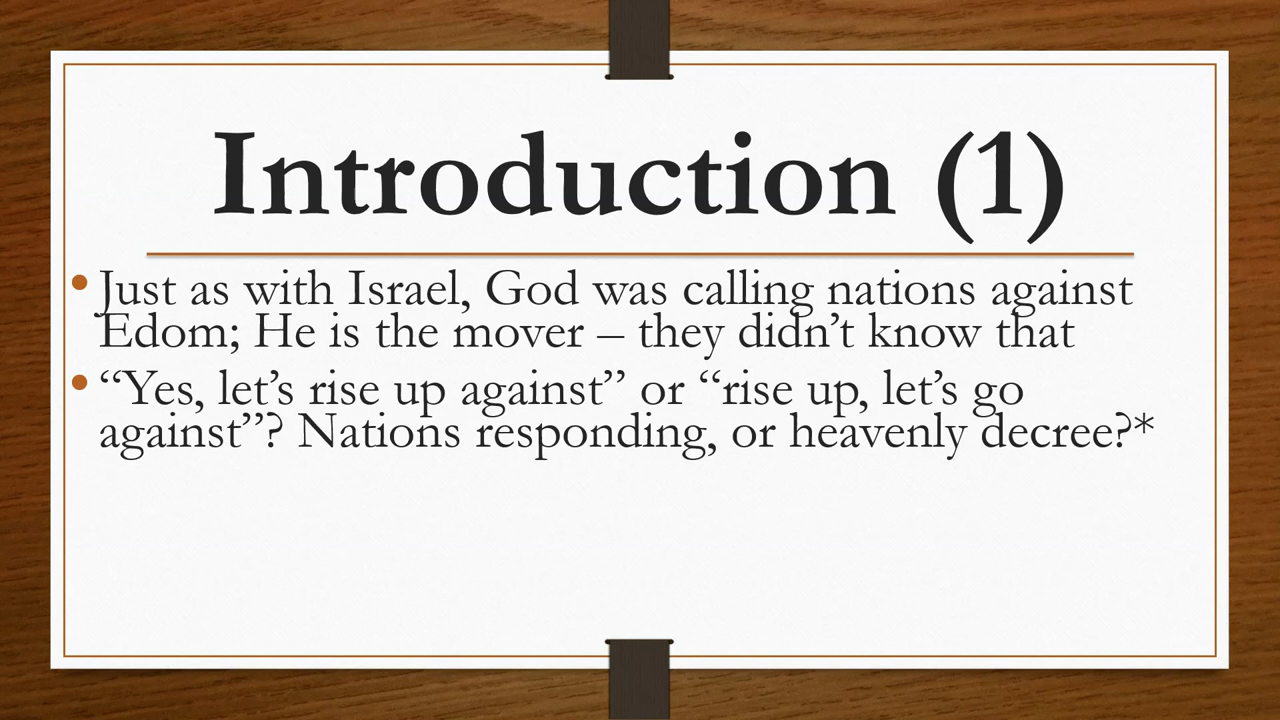 Introduction (1)
• Just as with Israel, God was calling nations against
Edom; He is the mover – they didn’t know that
• “Yes, let’s rise up against” or “rise up, let’s go
against”? Nations responding, or heavenly decree?*